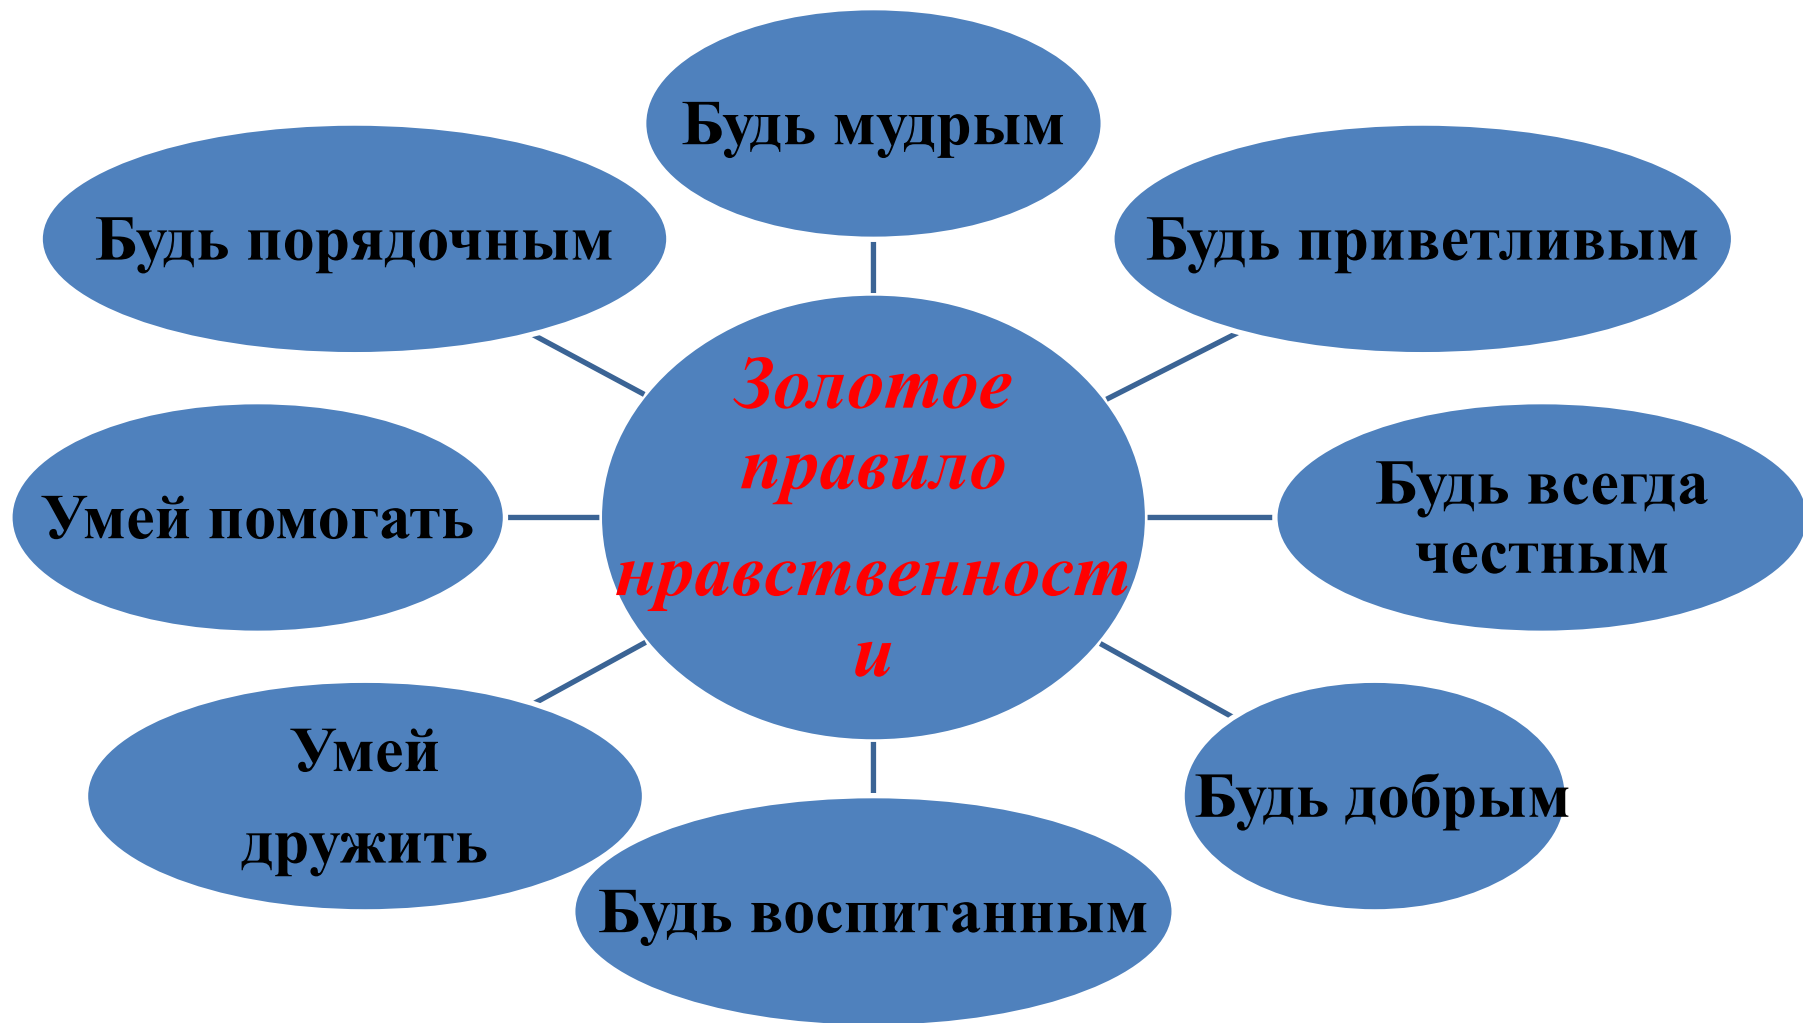 Будь мудрым
Будь порядочным
Будь приветливым
Золотое
правило
нравственност
и
Умей помогать
Будь всегда
честным
Умей
дружить
Будь добрым
Будь воспитанным